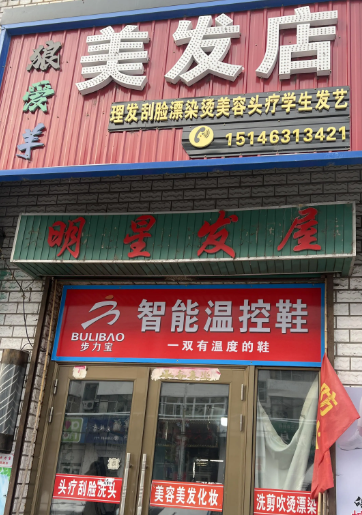 狼爱羊
美发店
理发刮脸漂染烫美容头疗学生发艺
15146313421
明星发屋
BULIBAO
步力宝
智能温控鞋
一双有温度的鞋
头疗刮脸洗头
美容美发化妆
洗剪吹烫漂染